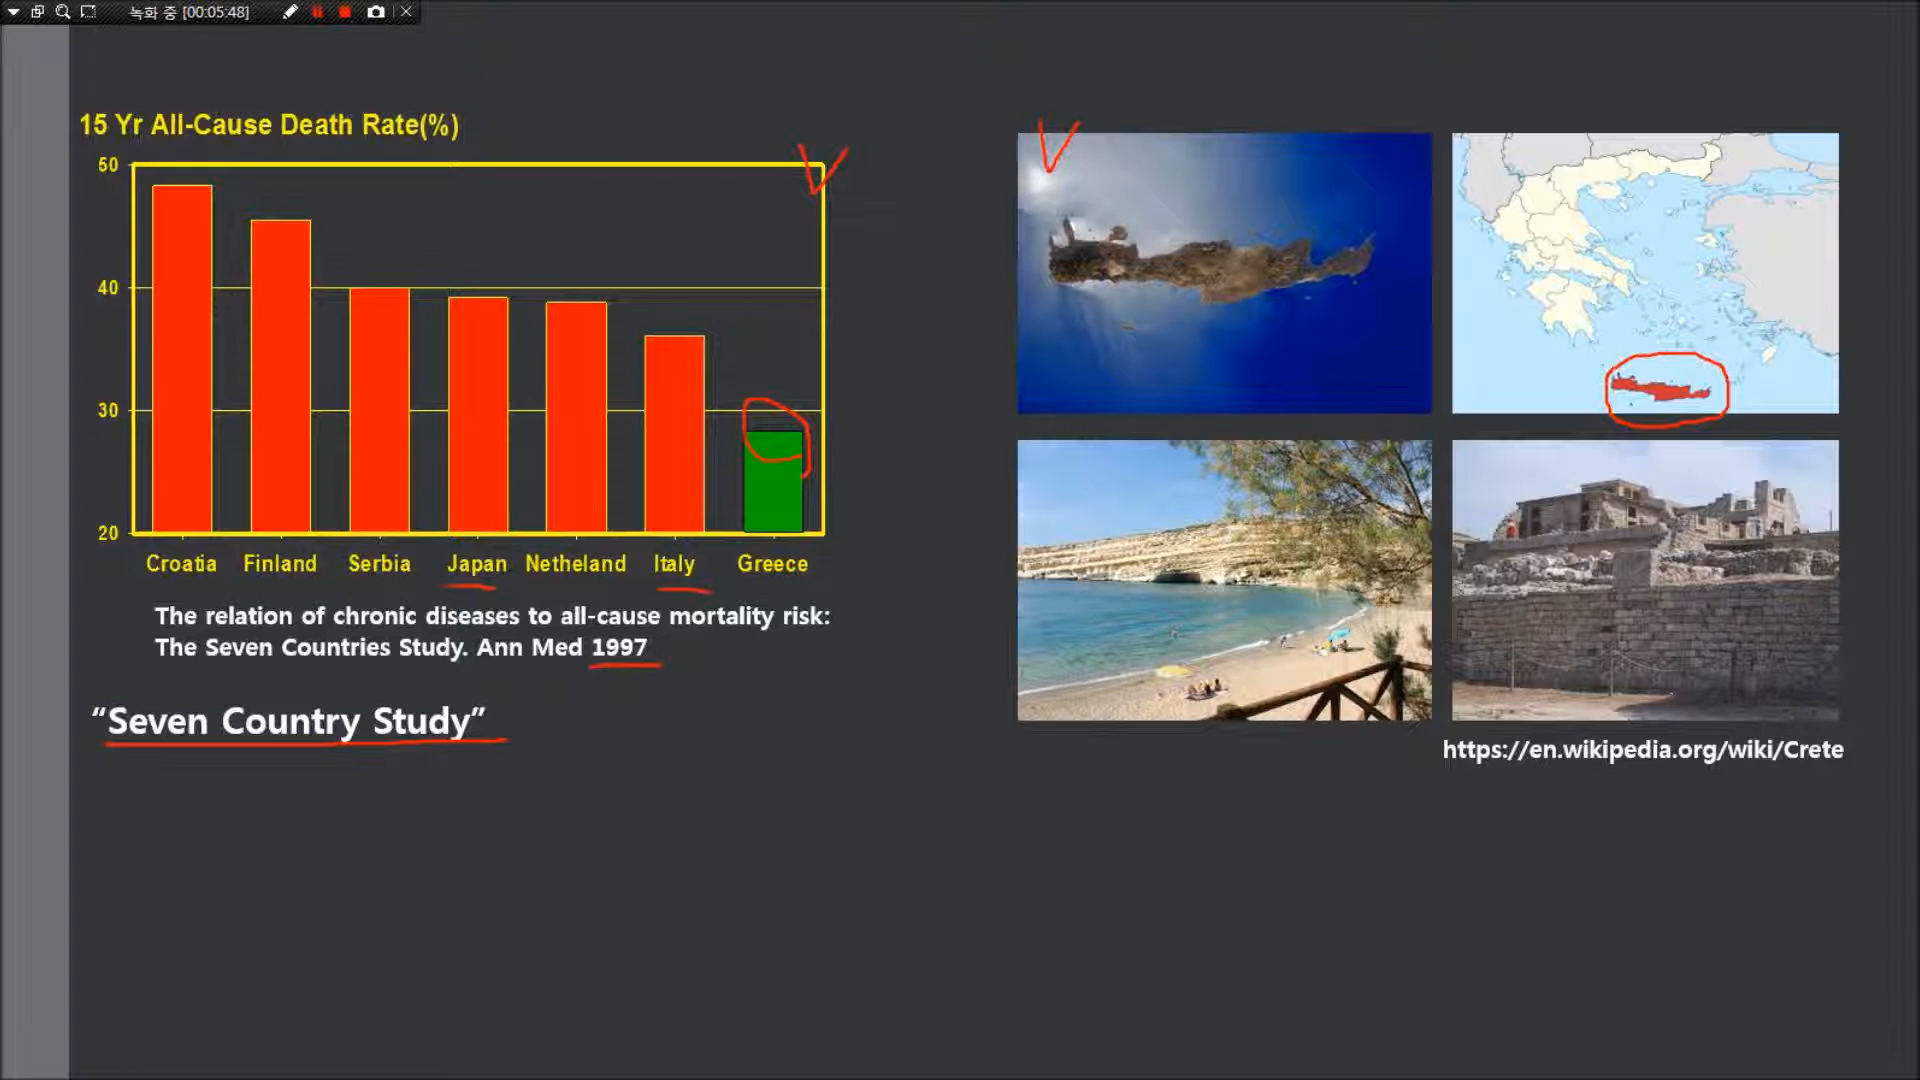 녹화 중 [00:05:48]
15 Yr All-Cause Death Rate(%)
50
40
30
20
Croatia Finland Serbia Japan Netheland Italy Greece
The relation of chronic diseases to all-cause mortality risk:
The Seven Countries Study. Ann Med 1997
“Seven Country Study”
https://en.wikipedia.org/wiki/Crete